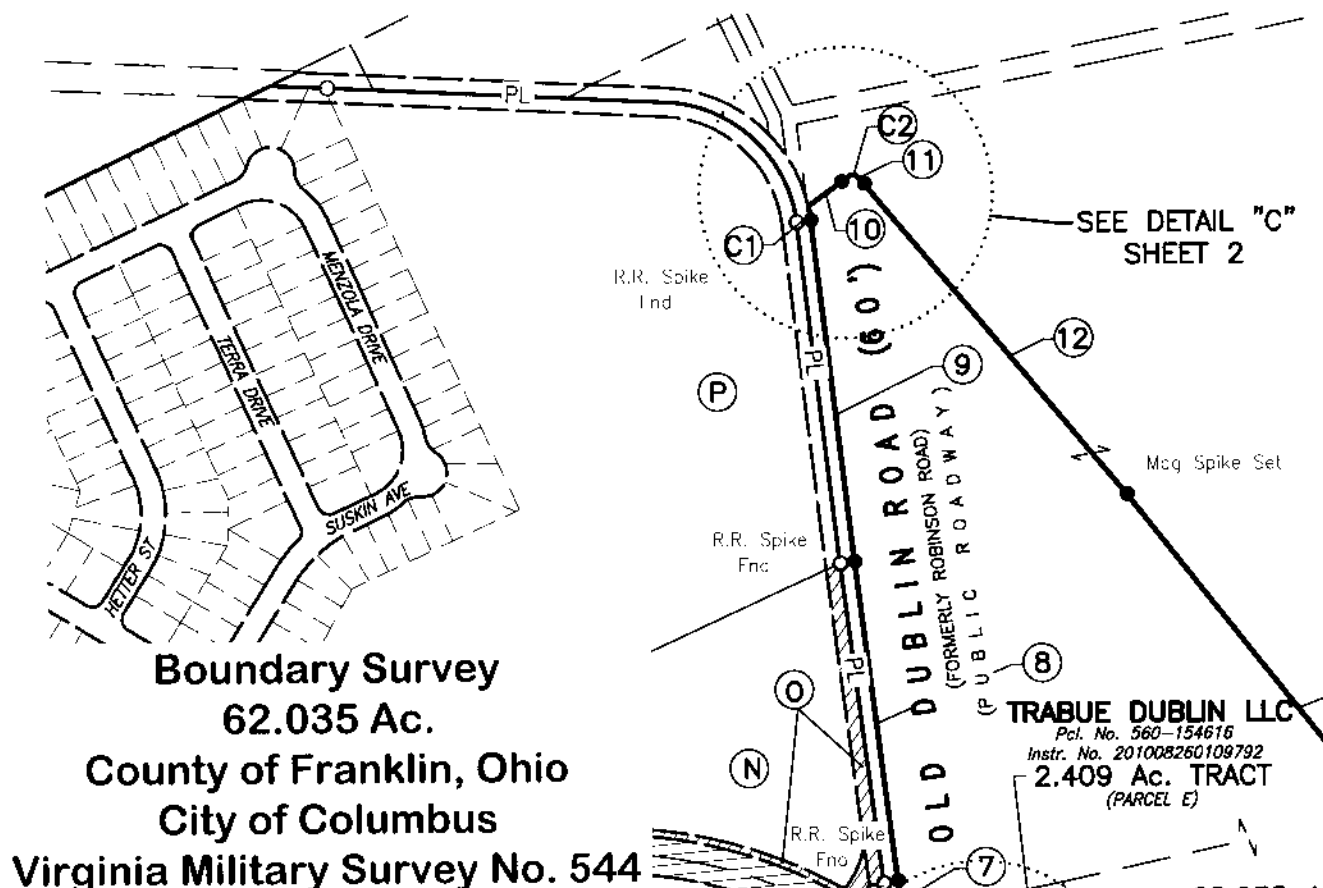 PL
C2
11
10
C1
SEE DETAIL "C"
SHEET 2
R.R. Spike
MENZOLA DRIVE
TERRA DRIVE
SUSKIN AVE
HETTER ST
12
PL
9
P
Mag Spike Set
R.R. Spike
OLD DUBLIN ROAD (60')
(FORMERLY ROBINSON ROAD)
(PUBLIC ROADWAY)
PL
8
O
N
TRABUE DUBLIN LLC
Pcl. No. 560-154616
Instr. No. 201008260109792
2.409 Ac. TRACT
(PARCEL E)
R.R. Spike
7
Boundary Survey
62.035 Ac.
County of Franklin, Ohio
City of Columbus
Virginia Military Survey No. 544